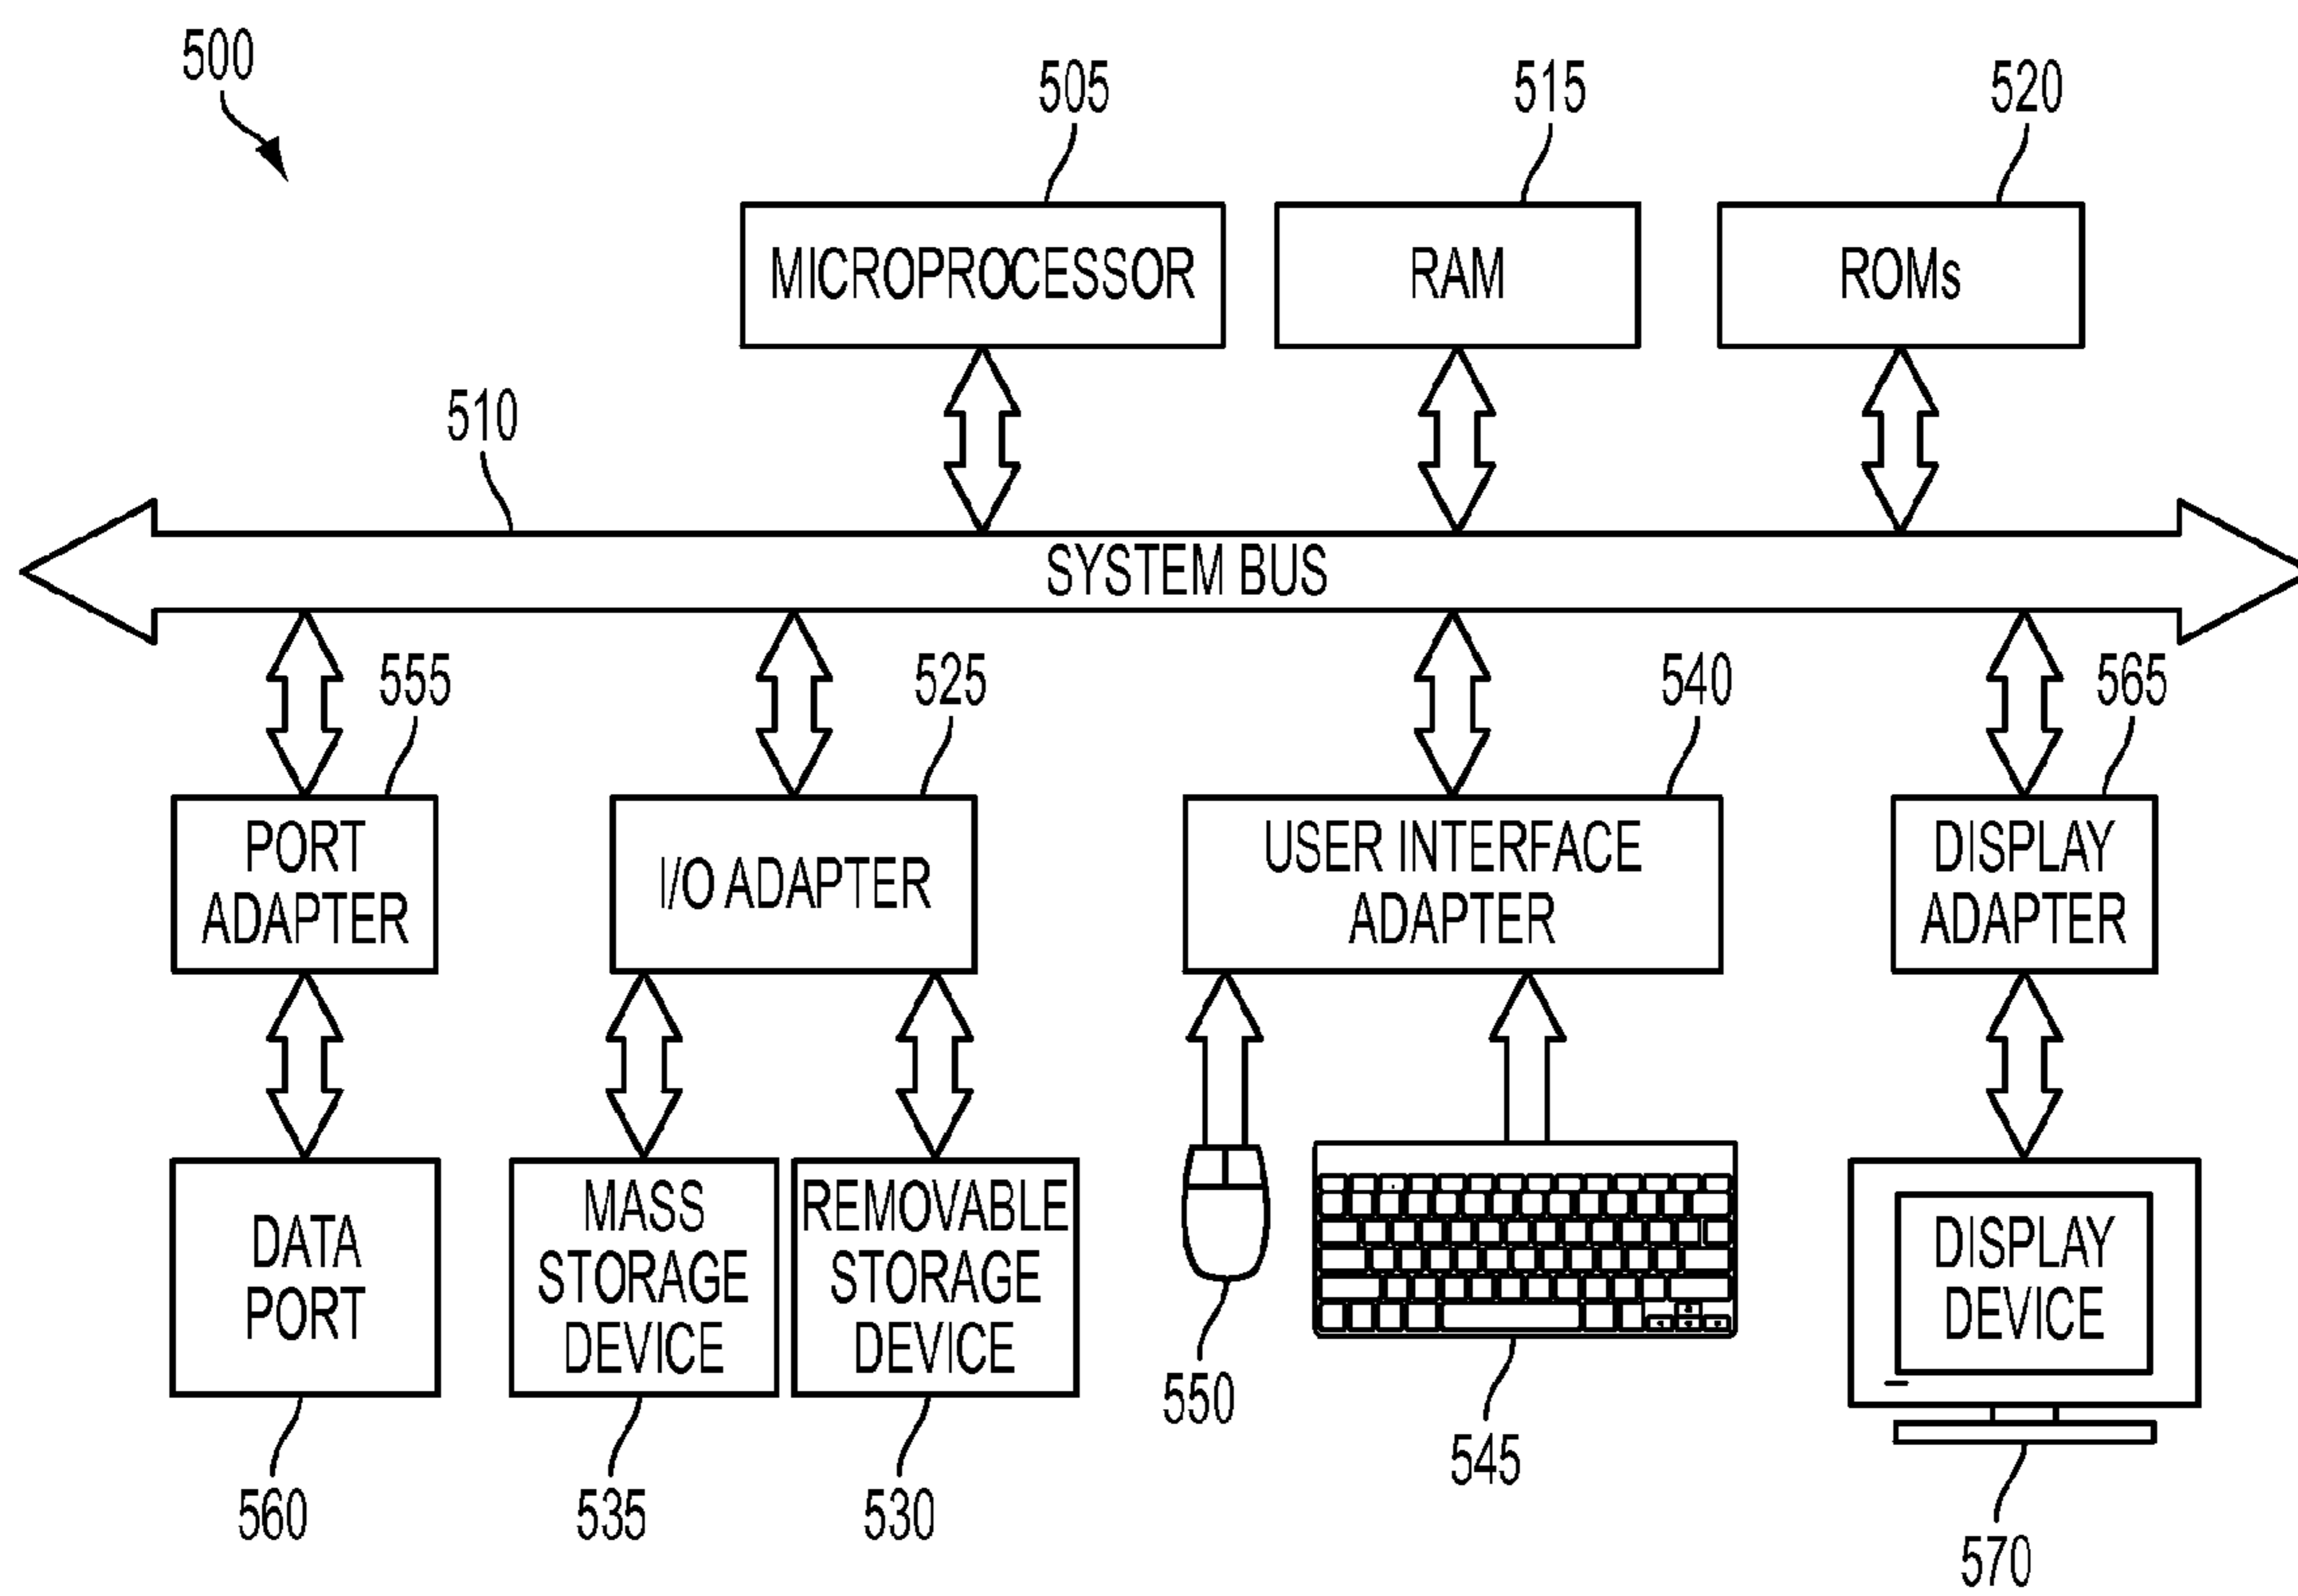 500
505
515
520
MICROPROCESSOR
RAM
ROMs
510
SYSTEM BUS
555
525
540
565
PORT
ADAPTER
I/O ADAPTER
USER INTERFACE
ADAPTER
DISPLAY
ADAPTER
DATA
PORT
MASS
STORAGE
DEVICE
REMOVABLE
STORAGE
DEVICE
DISPLAY
DEVICE
550
545
560
535
530
570